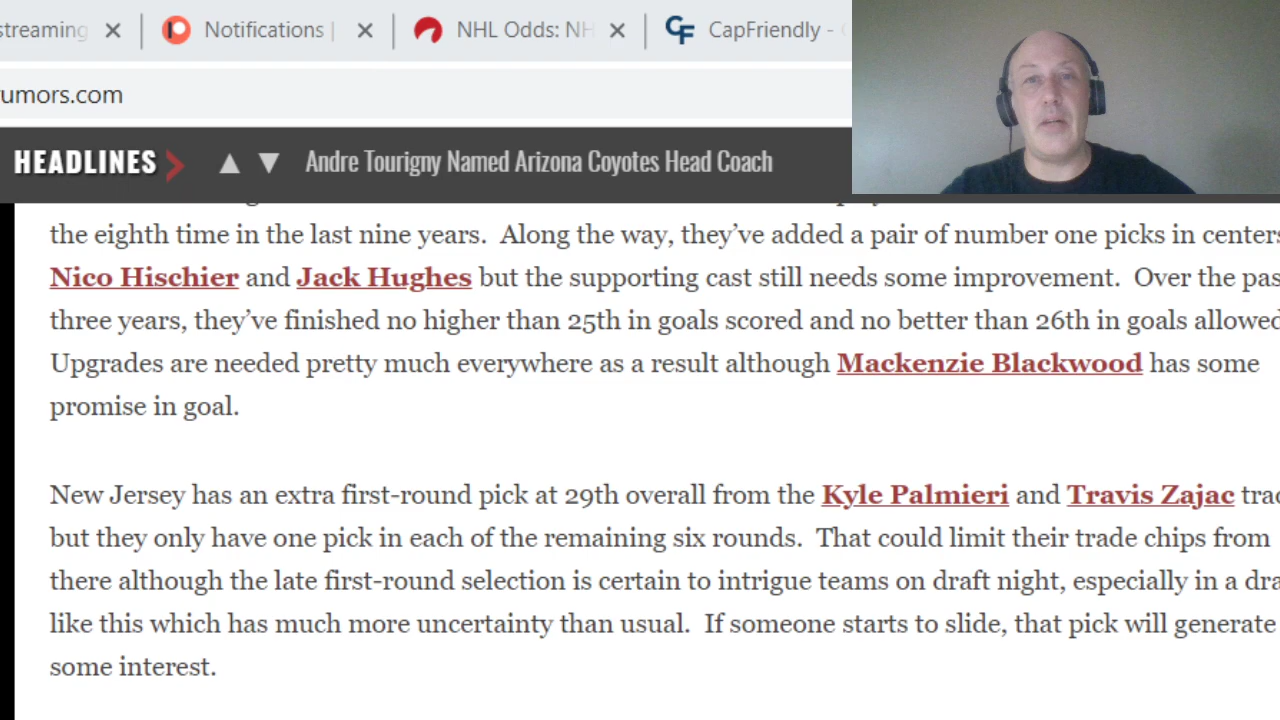 streaming
Notifications |
NHL Odds: NH
CapFriendly -
umors.com
HEADLINES
Andre Tourigny Named Arizona Coyotes Head Coach
the eighth time in the last nine years. Along the way, they've added a pair of number one picks in centers
Nico Hischier and Jack Hughes but the supporting cast still needs some improvement. Over the pas
three years, they've finished no higher than 25th in goals scored and no better than 26th in goals allowed
Upgrades are needed pretty much everywhere as a result although Mackenzie Blackwood has some
promise in goal.
New Jersey has an extra first-round pick at 29th overall from the Kyle Palmieri and Travis Zajac trad
but they only have one pick in each of the remaining six rounds. That could limit their trade chips from
there although the late first-round selection is certain to intrigue teams on draft night, especially in a dra
like this which has much more uncertainty than usual. If someone starts to slide, that pick will generate
some interest.